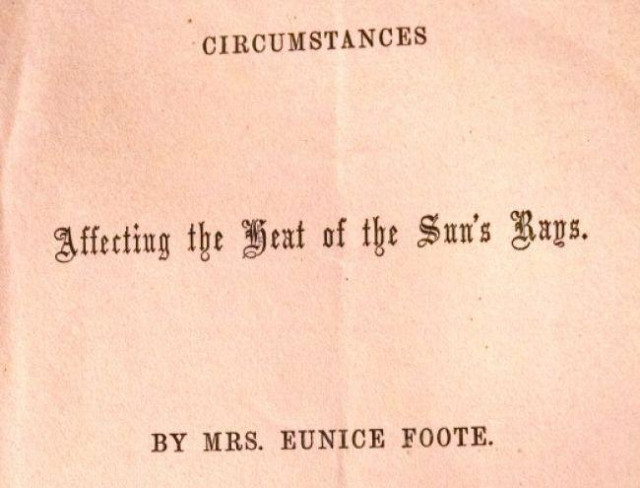 CIRCUMSTANCES
Affecting the Heat of the Sun's Rays.
BY MRS. EUNICE FOOTE.